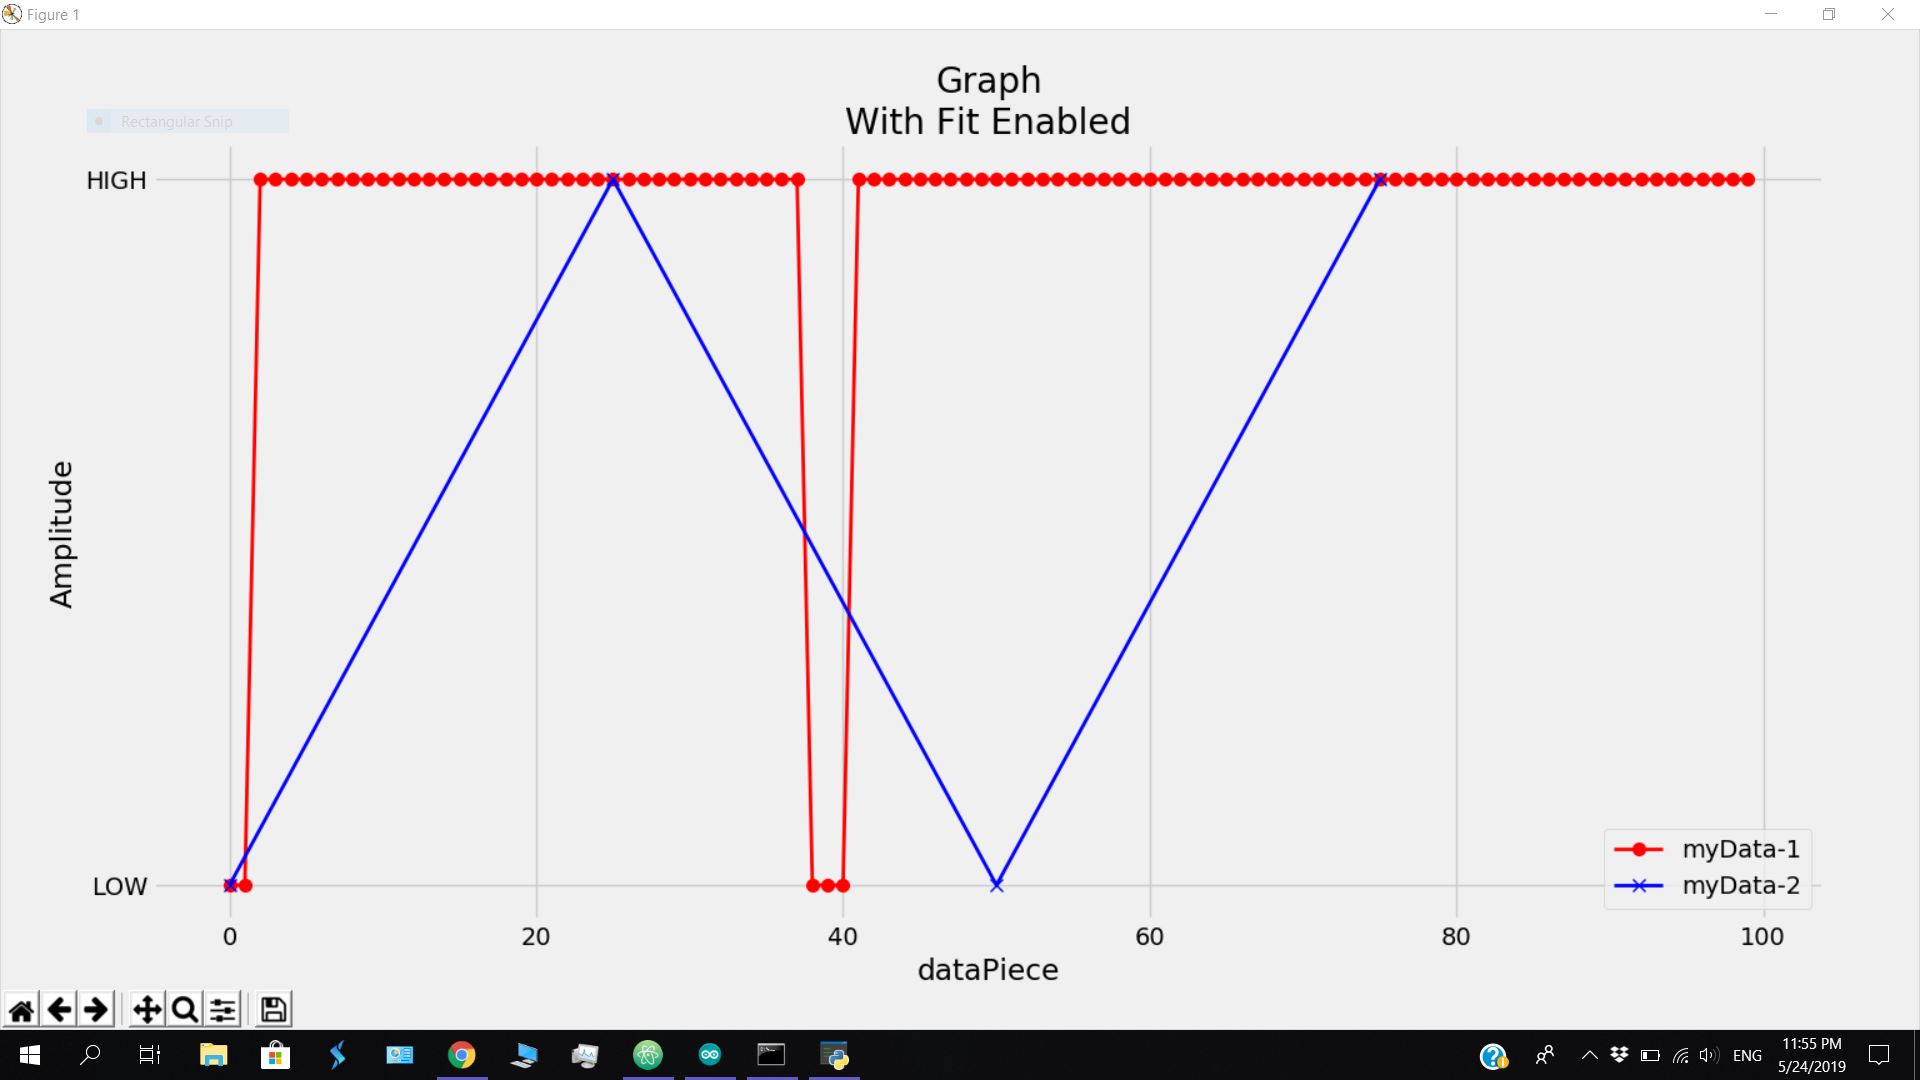 Figure 1
Graph
With Fit Enabled
Rectangular Snip
HIGH
Amplitude
LOW
myData-1
myData-2
0 20 40 60 80 100
dataPiece
ENG
11:55 PM
5/24/2019